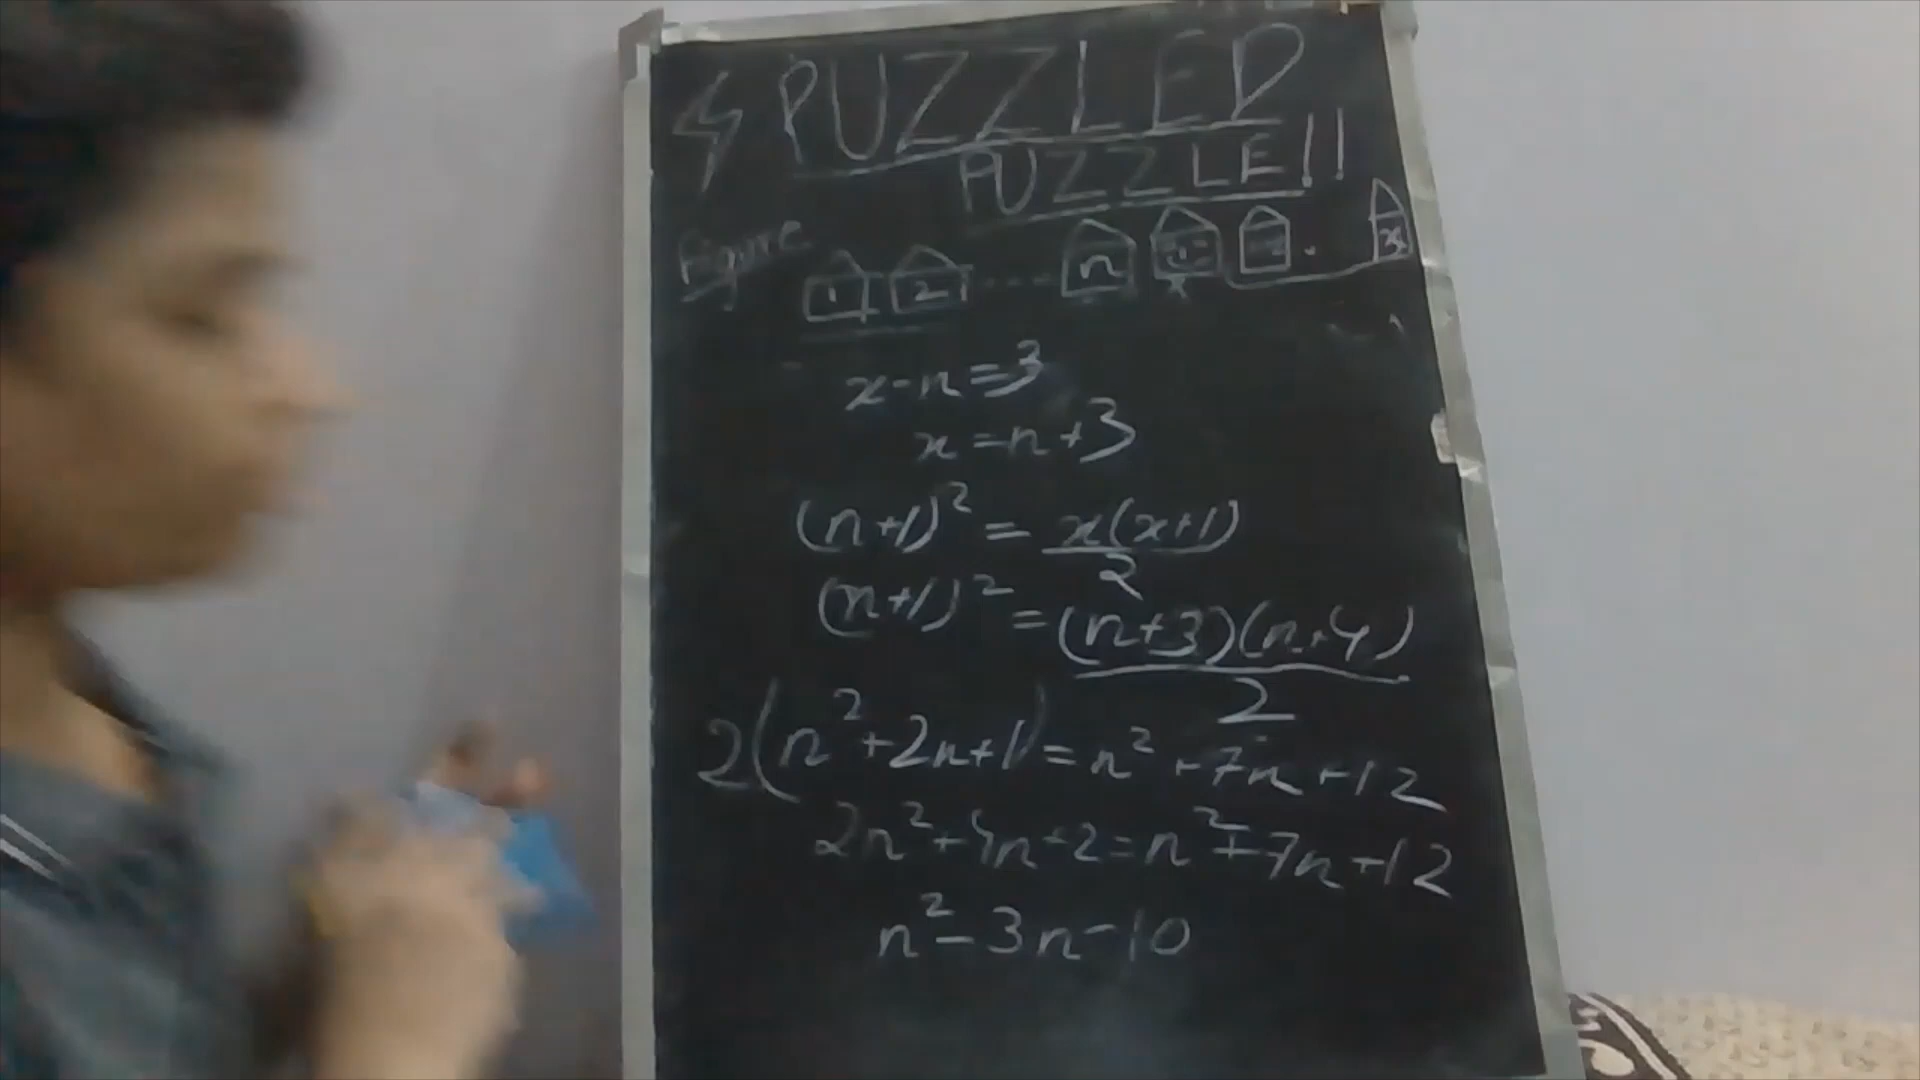 PUZZLED
PUZZLE!!
Figure
1 2 ... n x
x-n=3
x=n+3
(n+1)² = x(x+1)/2
(n+1)² = (n+3)(n+4)/2
2(n²+2n+1)=n²+7n+12
2n²+4n+2=n²+7n+12
n²-3n-10